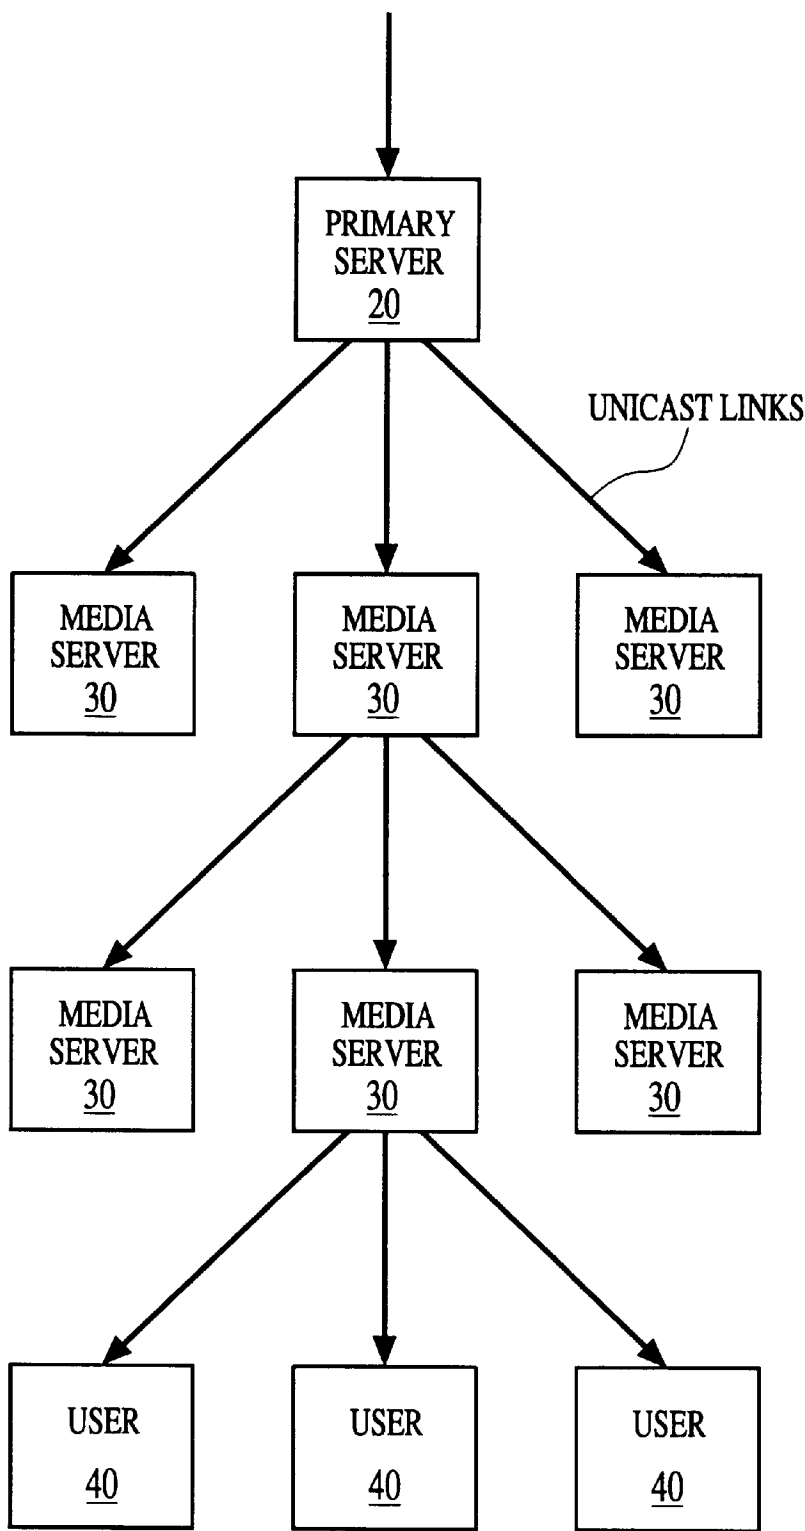 PRIMARY
SERVER
20
UNICAST LINKS
MEDIA
SERVER
30
MEDIA
SERVER
30
MEDIA
SERVER
30
MEDIA
SERVER
30
MEDIA
SERVER
30
MEDIA
SERVER
30
USER
40
USER
40
USER
40